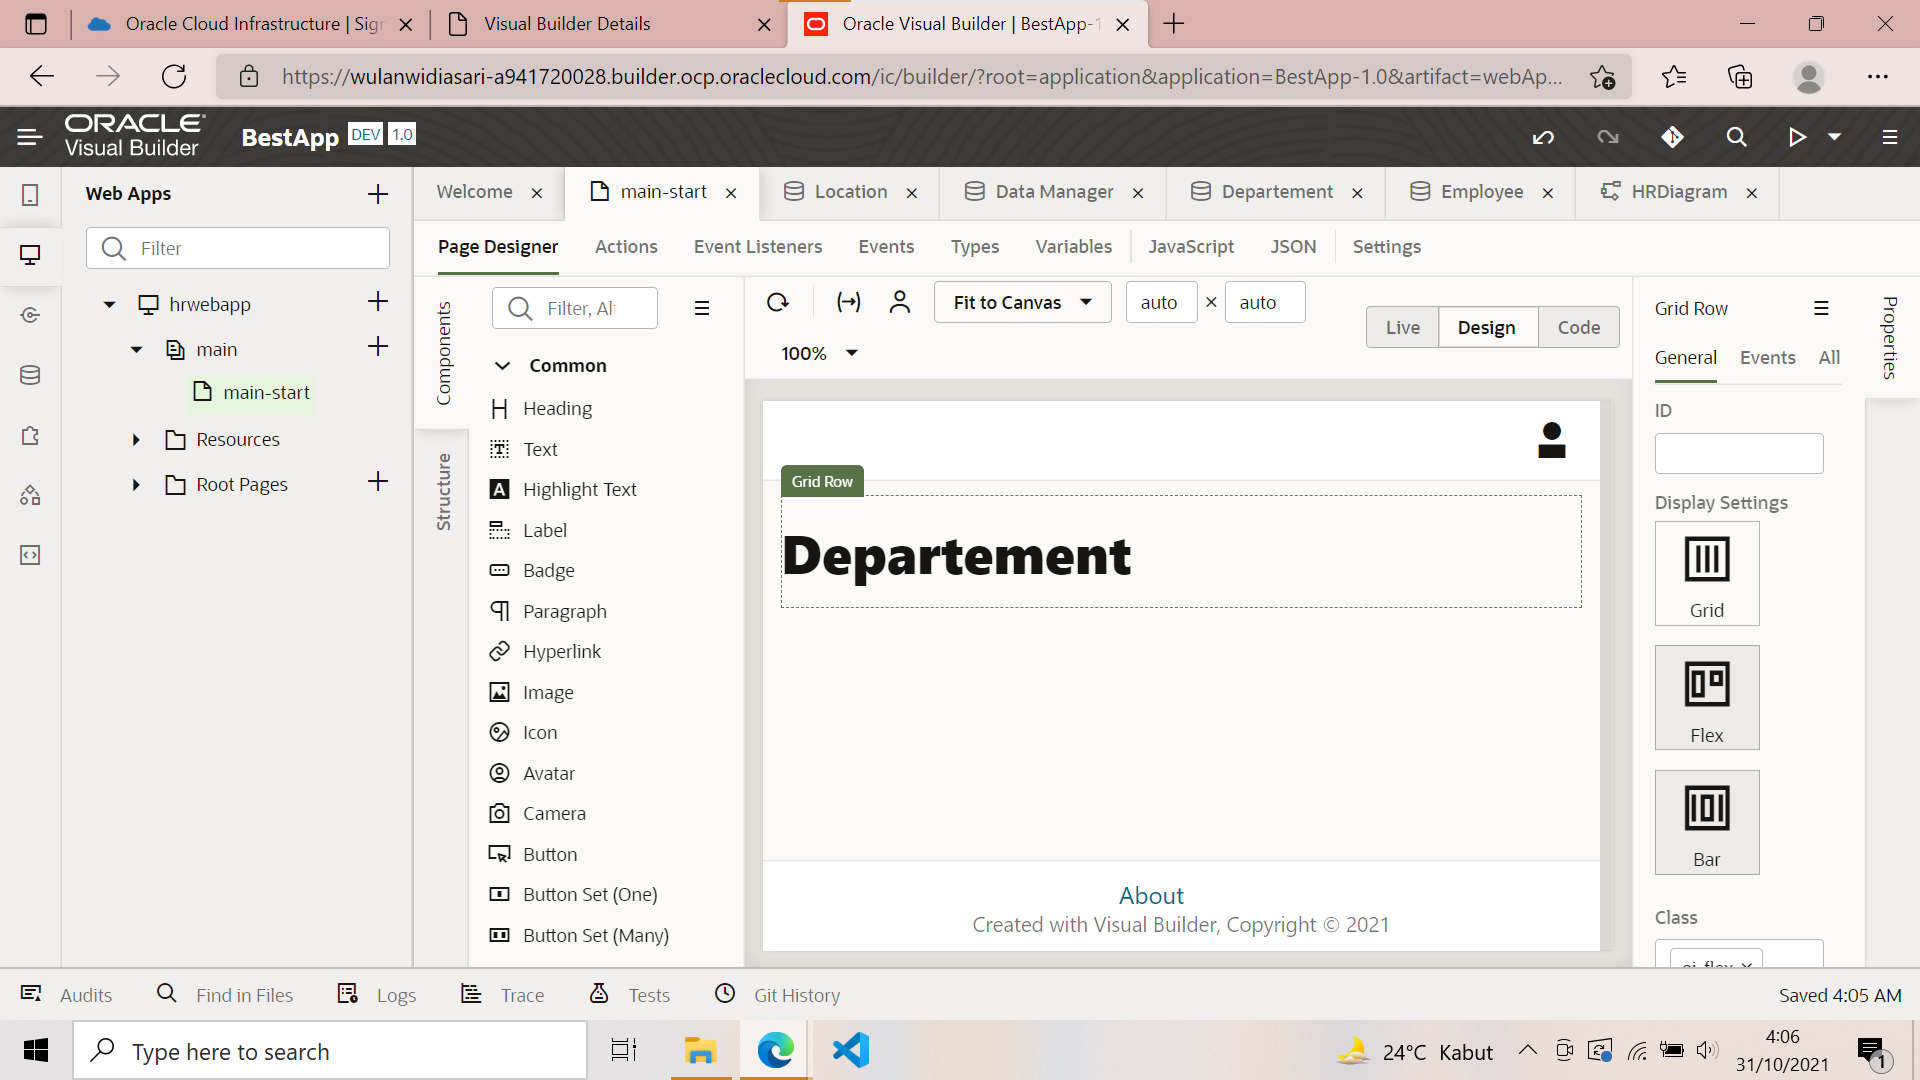 Oracle Cloud Infrastructure | Sign
Visual Builder Details
Oracle Visual Builder | BestApp-1
https://wulanwidiasari-a941720028.builder.ocp.oraclecloud.com/ic/builder/?root=application&application=BestApp-1.0&artifact=webAp...
ORACLE
Visual Builder
BestApp DEV 1.0
Web Apps
Filter
hrwebapp
main
main-start
Resources
Root Pages
Welcome
main-start
Location
Data Manager
Departement
Employee
HRDiagram
Page Designer
Actions
Event Listeners
Events
Types
Variables
JavaScript
JSON
Settings
Components
Structure
Filter, Al
Common
Heading
Text
Highlight Text
Label
Badge
Paragraph
Hyperlink
Image
Icon
Avatar
Camera
Button
Button Set (One)
Button Set (Many)
Fit to Canvas
auto × auto
100%
Live
Design
Code
Grid Row
Departement
About
Created with Visual Builder, Copyright © 2021
Grid Row
General
Events
All
ID
Display Settings
Grid
Flex
Bar
Class
oj-flex
Properties
Audits
Find in Files
Logs
Trace
Tests
Git History
Saved 4:05 AM
Type here to search
24°C Kabut
4:06
31/10/2021
1